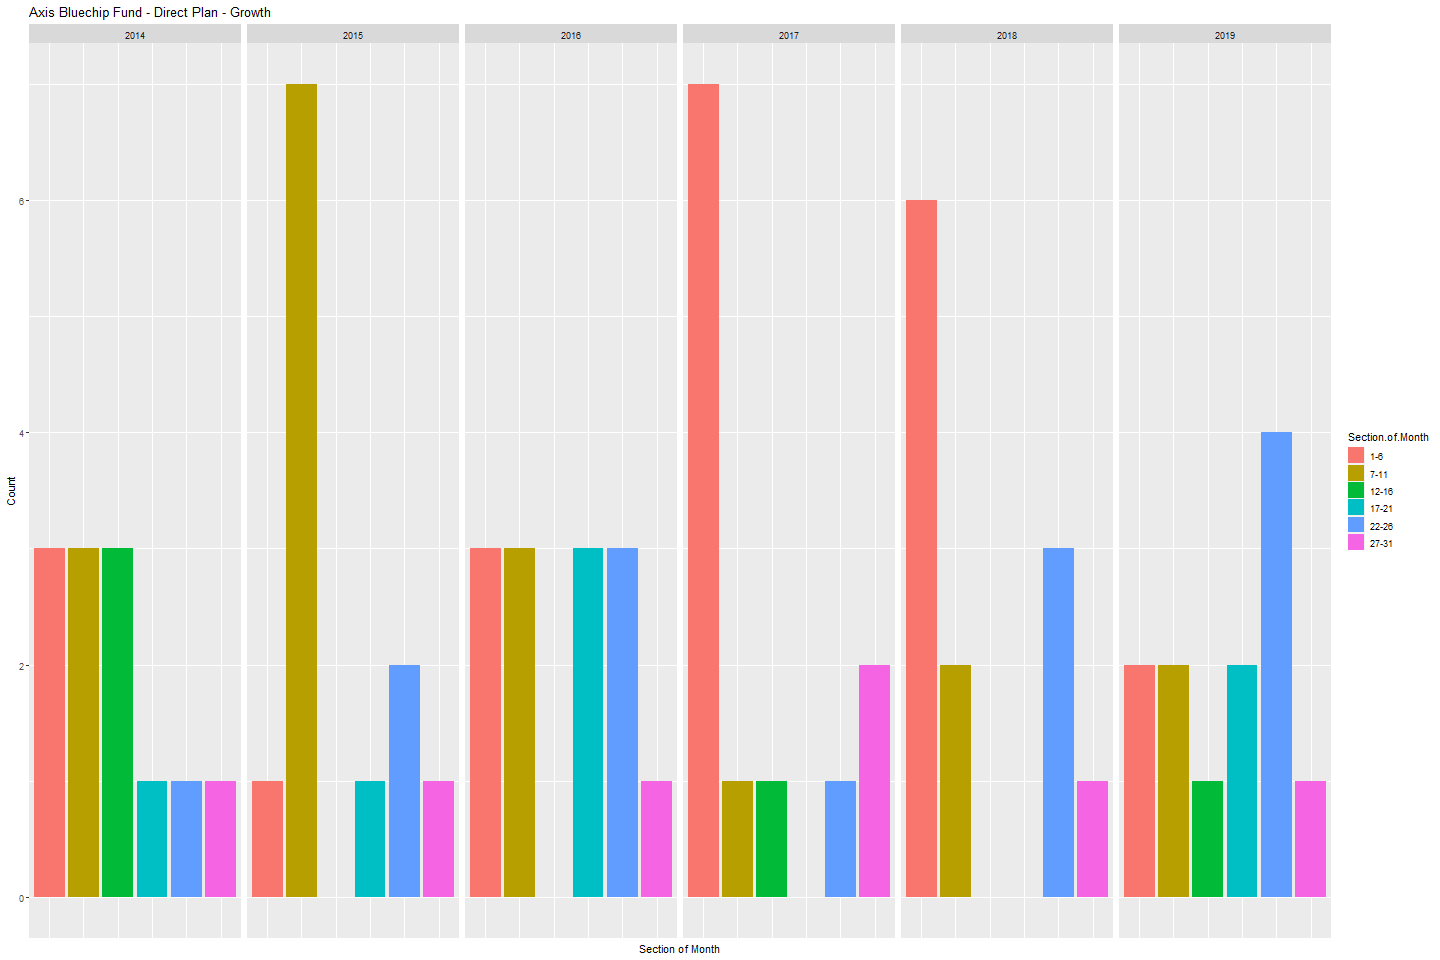 Axis Bluechip Fund - Direct Plan - Growth
2014 2015 2016 2017 2018 2019
6
4
2
0
Count
Section of Month
Section.of.Month
1-6
7-11
12-16
17-21
22-26
27-31